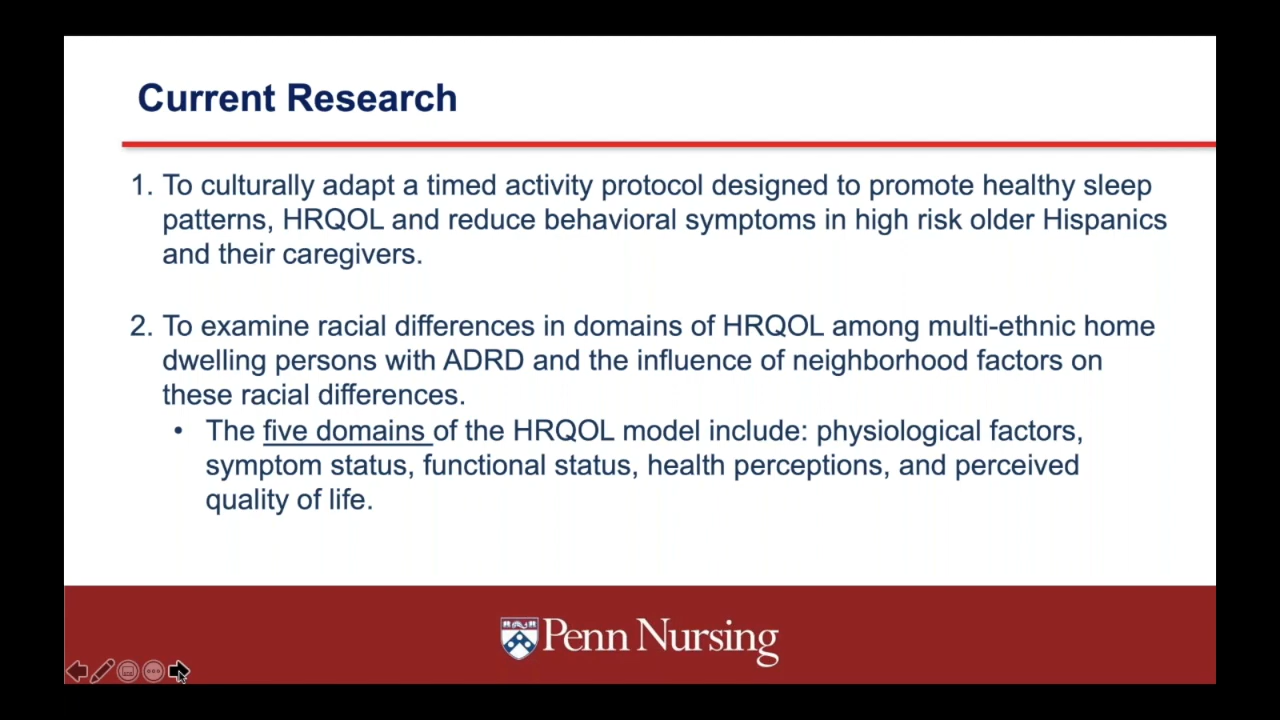 Current Research
1. To culturally adapt a timed activity protocol designed to promote healthy sleep
patterns, HRQOL and reduce behavioral symptoms in high risk older Hispanics
and their caregivers.
2. To examine racial differences in domains of HRQOL among multi-ethnic home
dwelling persons with ADRD and the influence of neighborhood factors on
these racial differences.
• The five domains of the HRQOL model include: physiological factors,
symptom status, functional status, health perceptions, and perceived
quality of life.
Penn Nursing